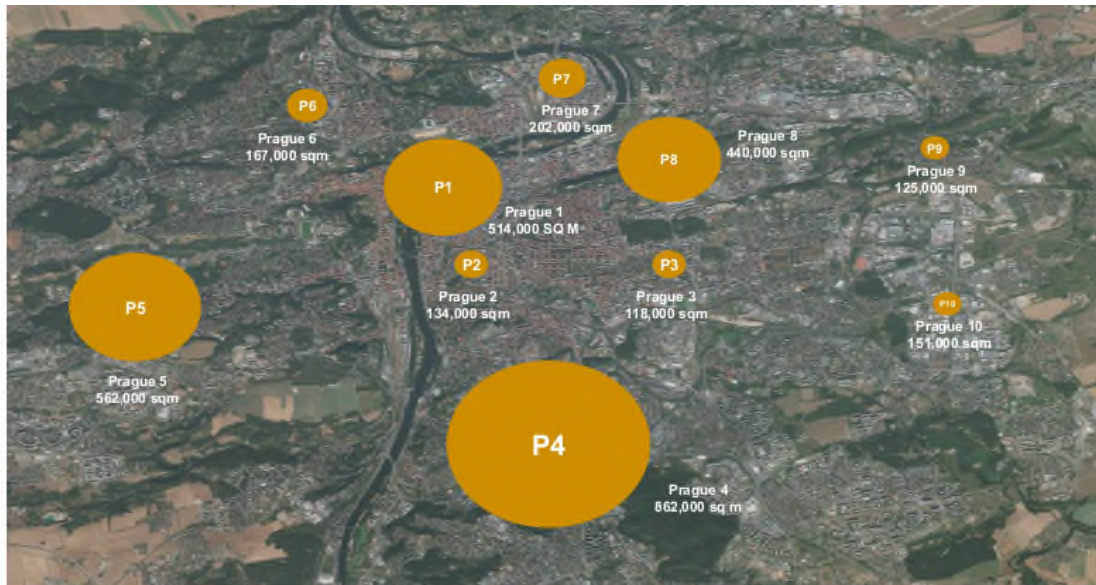 P7
Prague 7
202,000 sqm
P6
Prague 6
167,000 sqm
P8
Prague 8
440,000 sqm
P9
Prague 9
125,000 sqm
P1
Prague 1
514,000 SQ M
P2
Prague 2
134,000 sqm
P3
Prague 3
118,000 sqm
P5
Prague 5
562,000 sqm
P10
Prague 10
151,000 sqm
P4
Prague 4
862,000 sq m